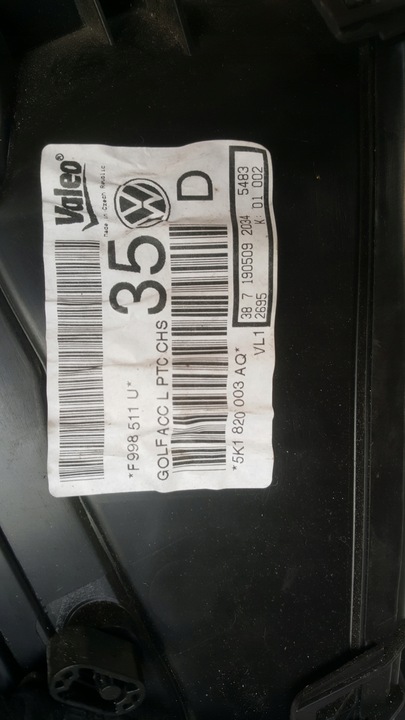 Valeo®
Made in Czech Republic
35
D
38 7 190509 2034 5483
K 01 002
VL1 2695
*F998 511 U*
GOLF ACC L PTC CHS
*5K1 820 003 AQ*